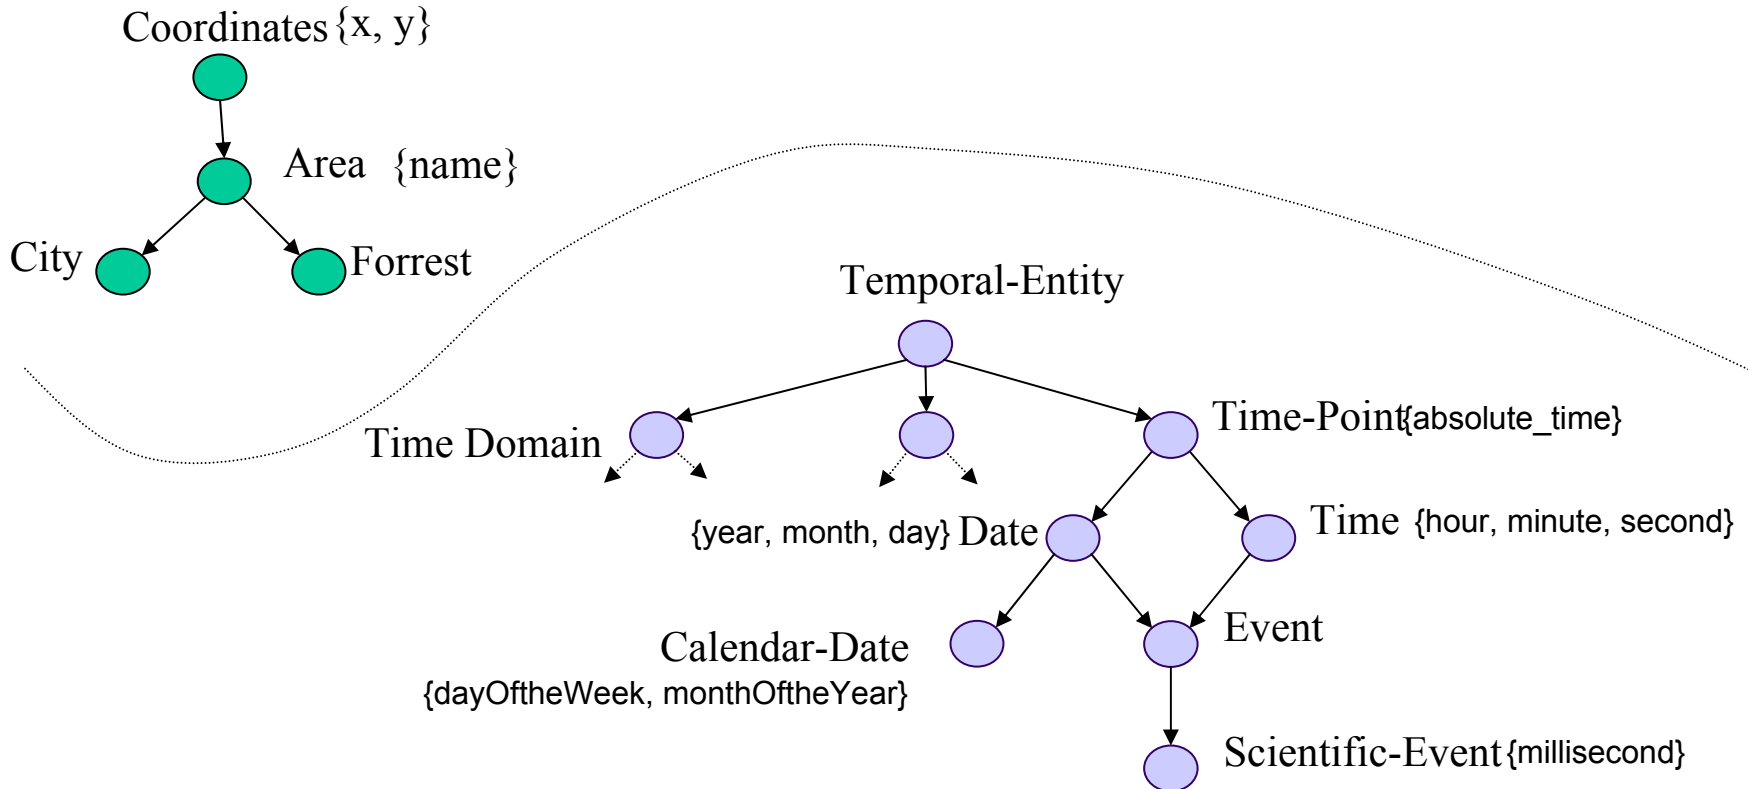 Coordinates {x, y}
Area {name}
City
Forrest
Temporal-Entity
Time Domain
Time-Point{absolute_time}
{year, month, day} Date
Time {hour, minute, second}
Calendar-Date
{dayOftheWeek, monthOftheYear}
Event
Scientific-Event {millisecond}